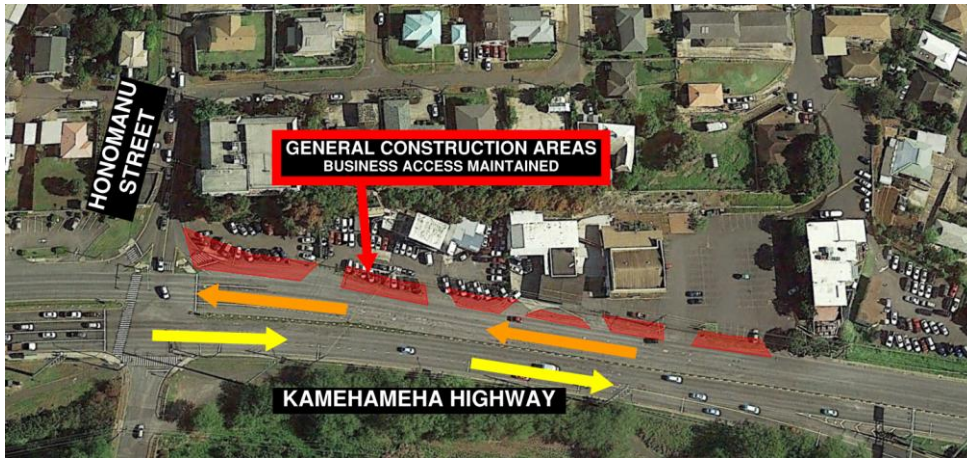 HONOMANU
STREET
GENERAL CONSTRUCTION AREAS
BUSINESS ACCESS MAINTAINED
KAMEHAMEHA HIGHWAY